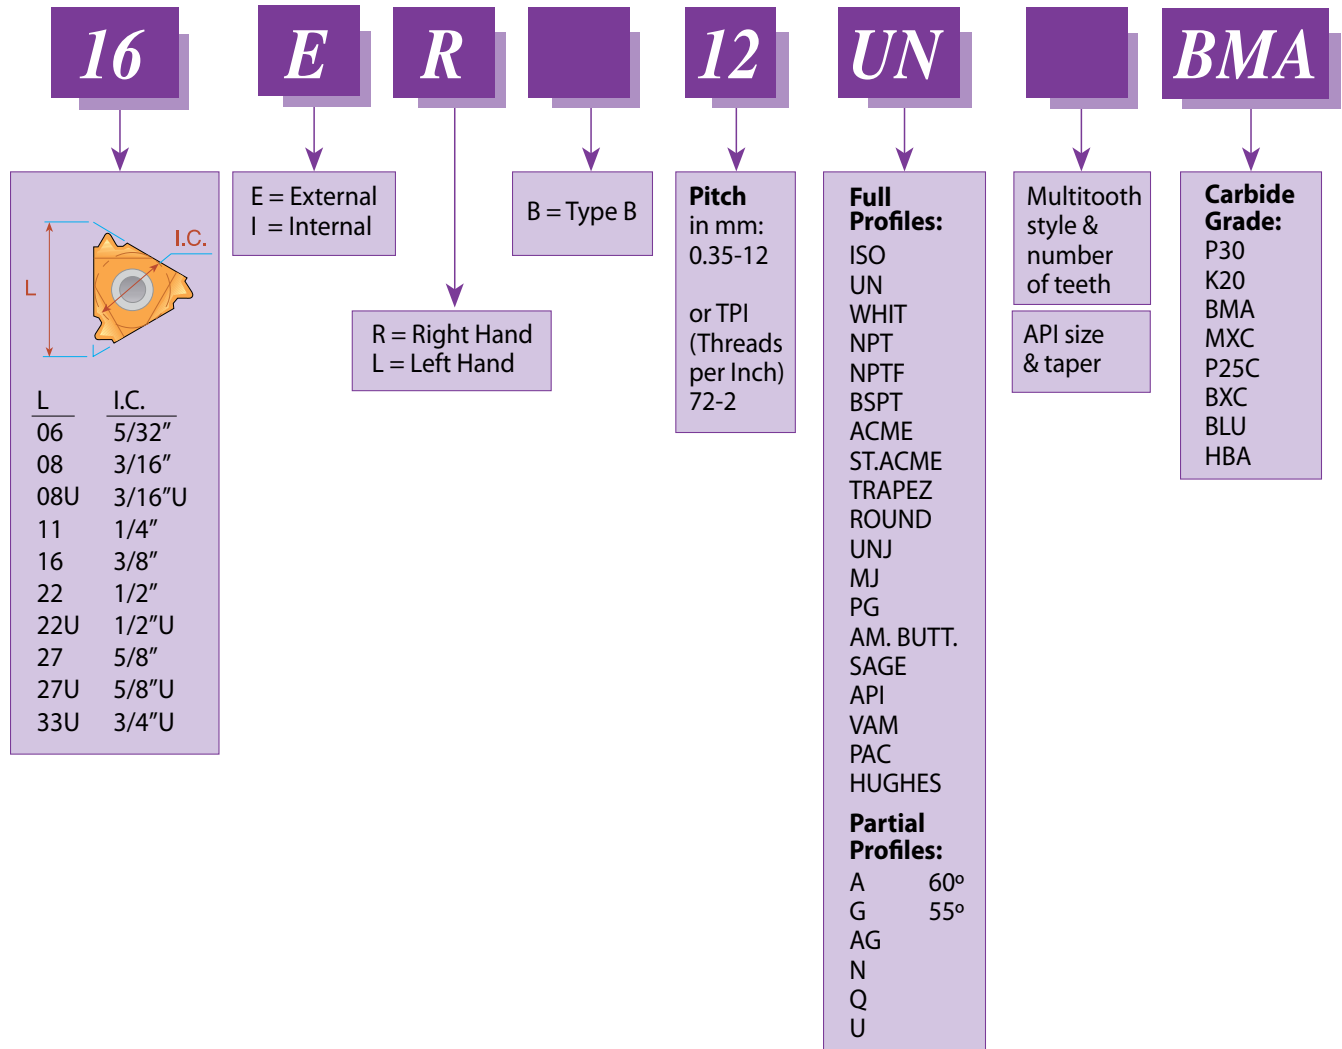 16 E R 12 UN BMA
I.C.
L
L I.C.
06 5/32”
08 3/16”
08U 3/16”U
11 1/4”
16 3/8”
22 1/2”
22U 1/2”U
27 5/8”
27U 5/8”U
33U 3/4”U
E = External
I = Internal
R = Right Hand
L = Left Hand
B = Type B
Pitch
in mm:
0.35-12
or TPI
(Threads
per Inch)
72-2
Full
Profiles:
ISO
UN
WHIT
NPT
NPTF
BSPT
ACME
ST.ACME
TRAPEZ
ROUND
UNJ
MJ
PG
AM. BUTT.
SAGE
API
VAM
PAC
HUGHES
Partial
Profiles:
A 60º
G 55º
AG
N
Q
U
Multitooth
style &
number
of teeth
API size
& taper
Carbide
Grade:
P30
K20
BMA
MXC
P25C
BXC
BLU
HBA